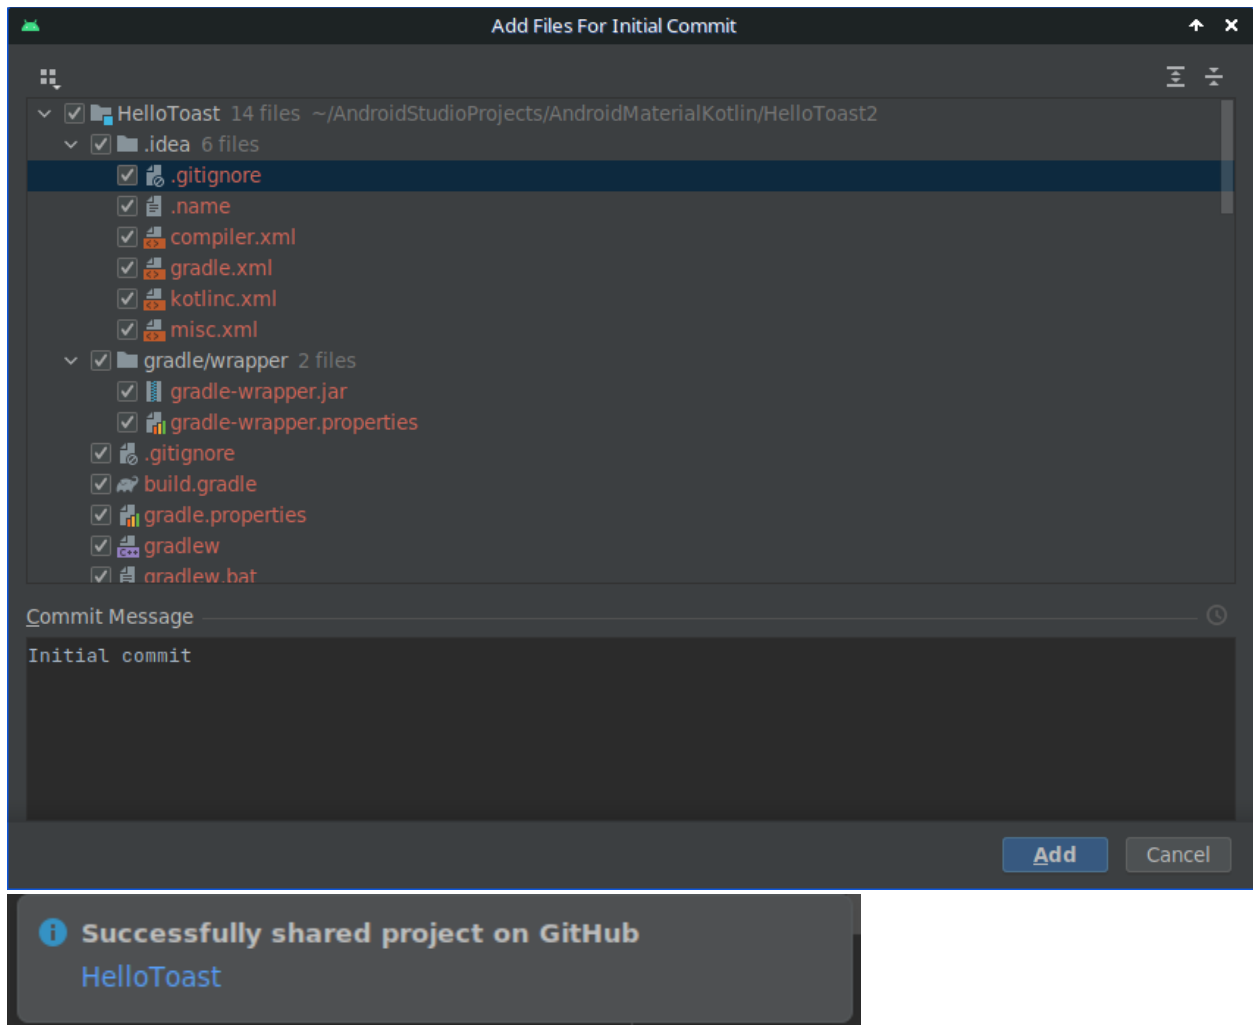 Add Files For Initial Commit
HelloToast 14 files ~/AndroidStudioProjects/AndroidMaterialKotlin/HelloToast2
.idea 6 files
.gitignore
.name
compiler.xml
gradle.xml
kotlinc.xml
misc.xml
gradle/wrapper 2 files
gradle-wrapper.jar
gradle-wrapper.properties
.gitignore
build.gradle
gradle.properties
gradlew
gradlew.bat
Commit Message
Initial commit
Add Cancel
Successfully shared project on GitHub
HelloToast